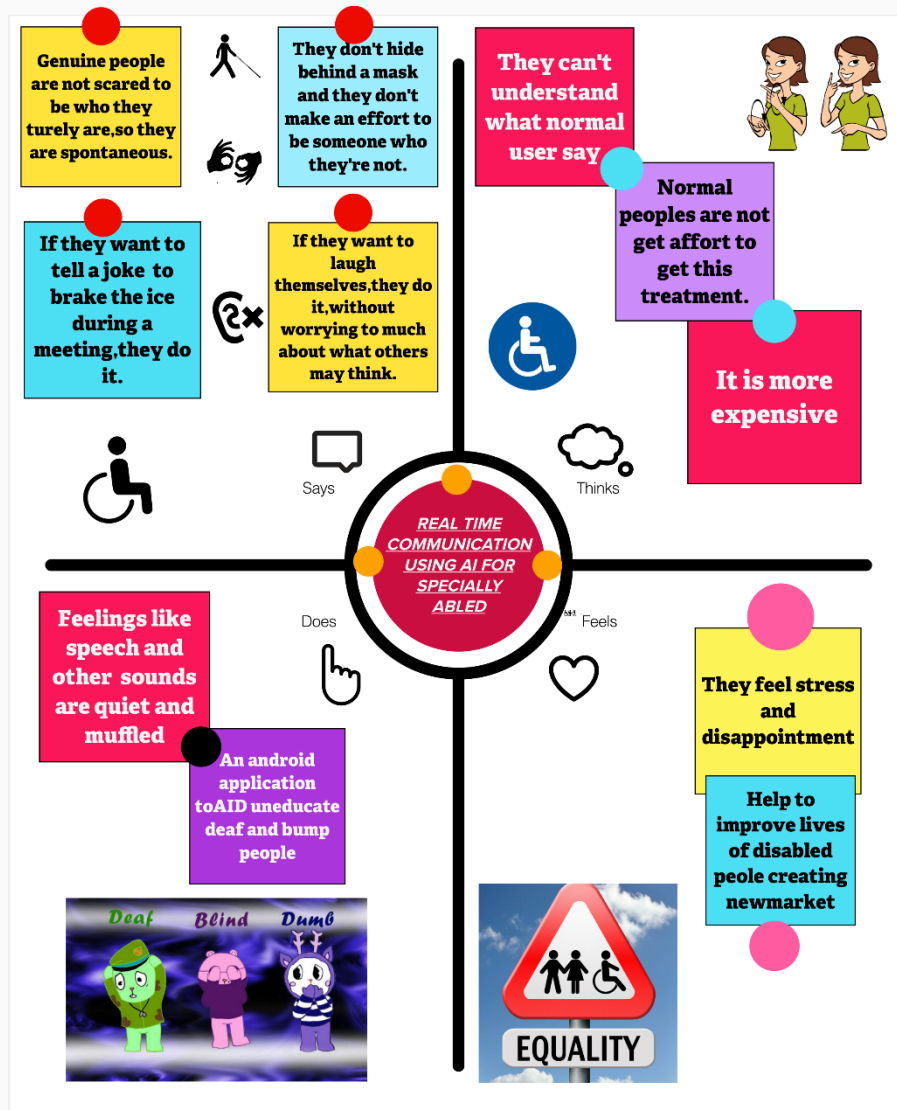 Genuine people
are not scared to
be who they
turely are,so they
are spontaneous.
They don't hide
behind a mask
and they don't
make an effort to
be someone who
they're not.
If they want to
tell a joke to
brake the ice
during a
meeting,they do
it.
If they want to
laugh
themselves,they do
it,without
worrying to much
about what others
may think.
Says
They can't
understand
what normal
user say
Normal
peoples are not
get affort to
get this
treatment.
It is more
expensive
Thinks
REAL TIME
COMMUNICATION
USING AI FOR
SPECIALLY
ABLED
Does
Feelings like
speech and
other sounds
are quiet and
muffled
An android
application
toAID uneducate
deaf and bump
people
Deaf Blind Dumb
Feels
They feel stress
and
disappointment
Help to
improve lives
of disabled
peole creating
newmarket
EQUALITY